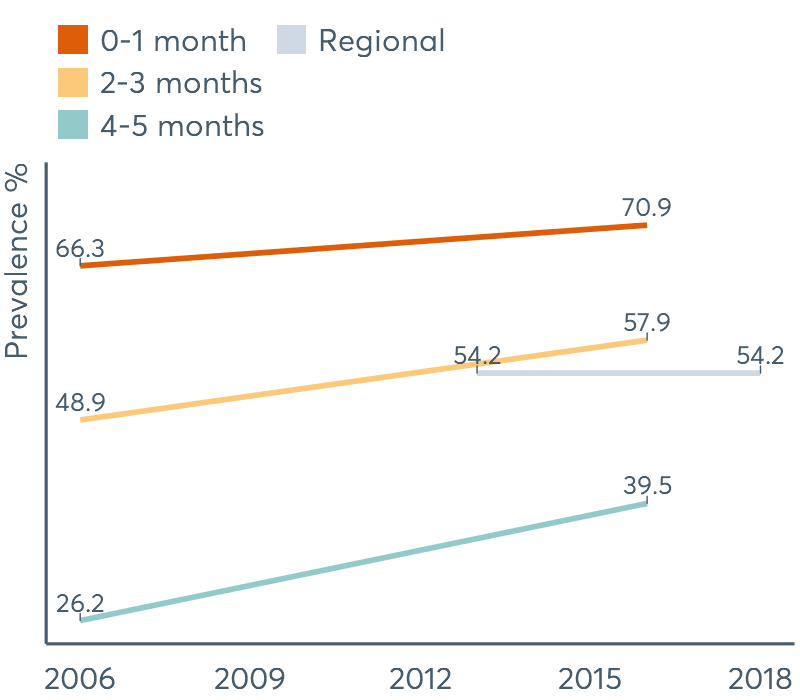 0-1 month Regional
2-3 months
4-5 months
Prevalence %
70.9
66.3
57.9
54.2 54.2
48.9
39.5
26.2
2006 2009 2012 2015 2018